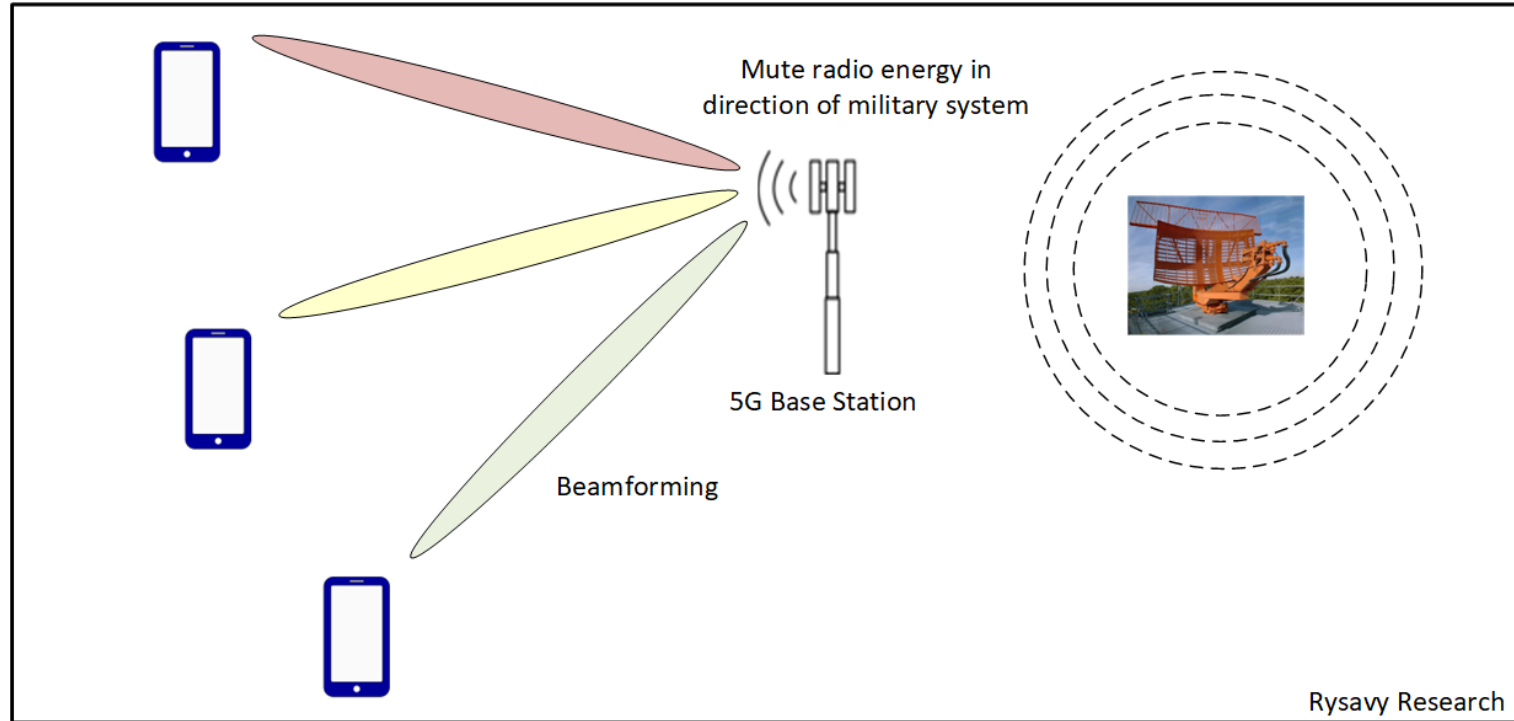 Mute radio energy in
direction of military system
5G Base Station
Beamforming
Rysavy Research